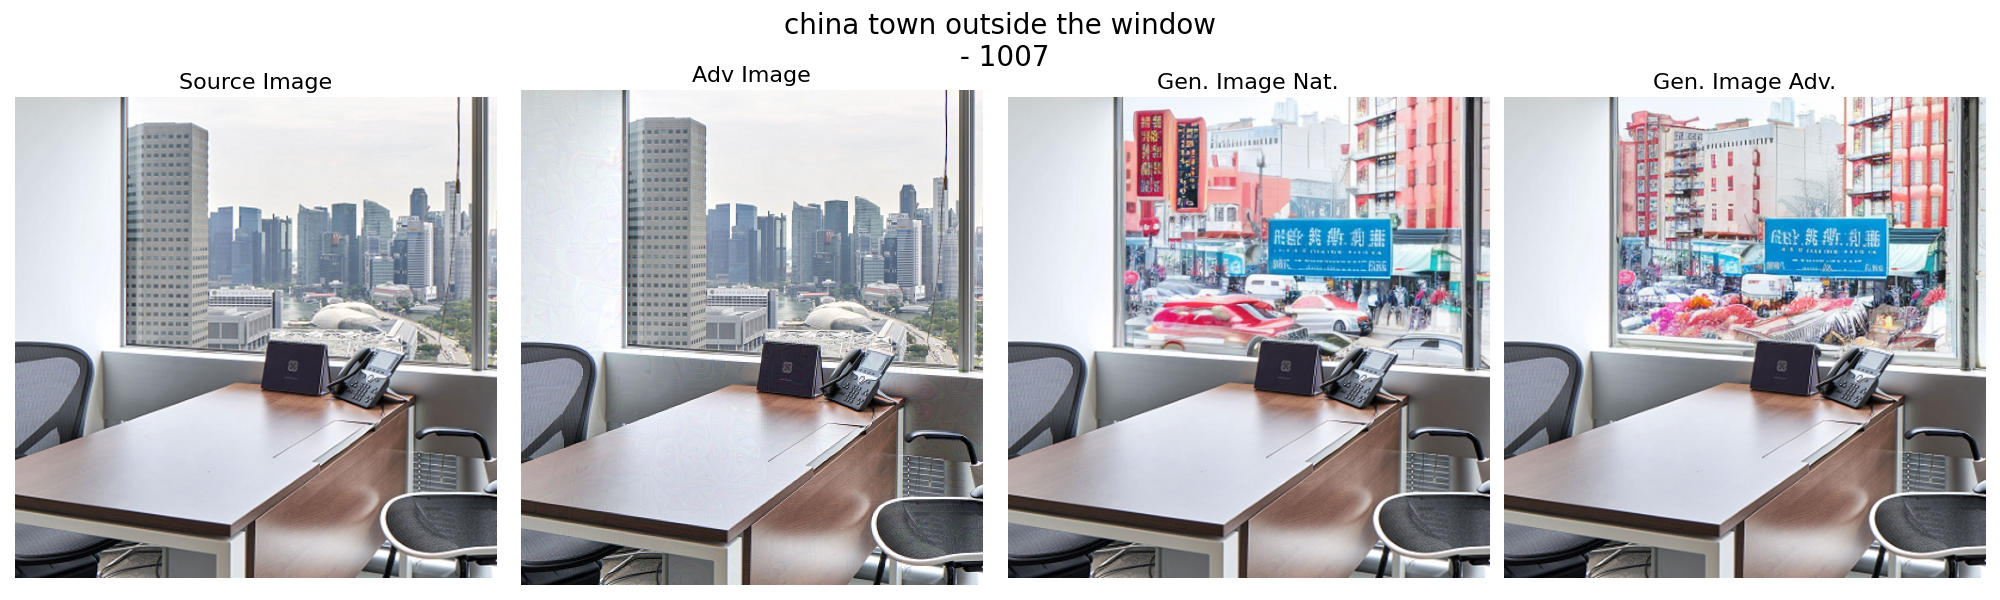 china town outside the window
- 1007
Source Image
Adv Image
Gen. Image Nat.
Gen. Image Adv.